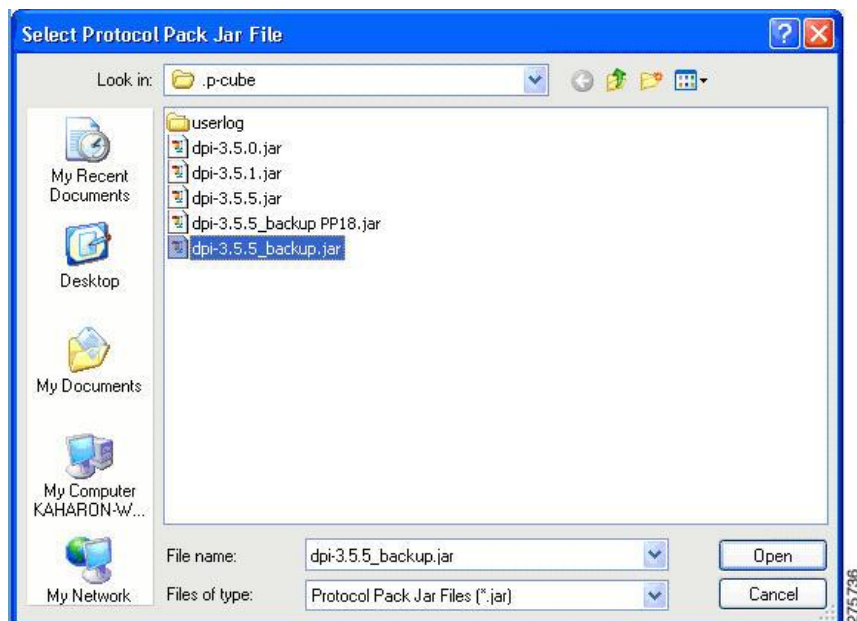 Select Protocol Pack Jar File
?
Look in:
.p-cube
userlog
dpi-3.5.0.jar
dpi-3.5.1.jar
dpi-3.5.5.jar
dpi-3.5.5_backup PP18.jar
dpi-3.5.5_backup.jar
My Recent
Documents
Desktop
My Documents
My Computer
KAHARON-W...
My Network
File name:
dpi-3.5.5_backup.jar
Open
Files of type:
Protocol Pack Jar Files (*.jar)
Cancel
275736